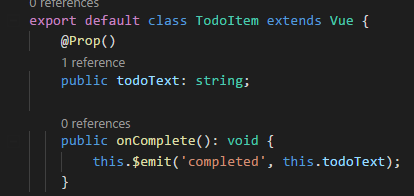 0 references
export default class TodoItem extends Vue {
@Prop()
1 reference
public todoText: string;
0 references
public onComplete(): void {
this.$emit('completed', this.todoText);
}